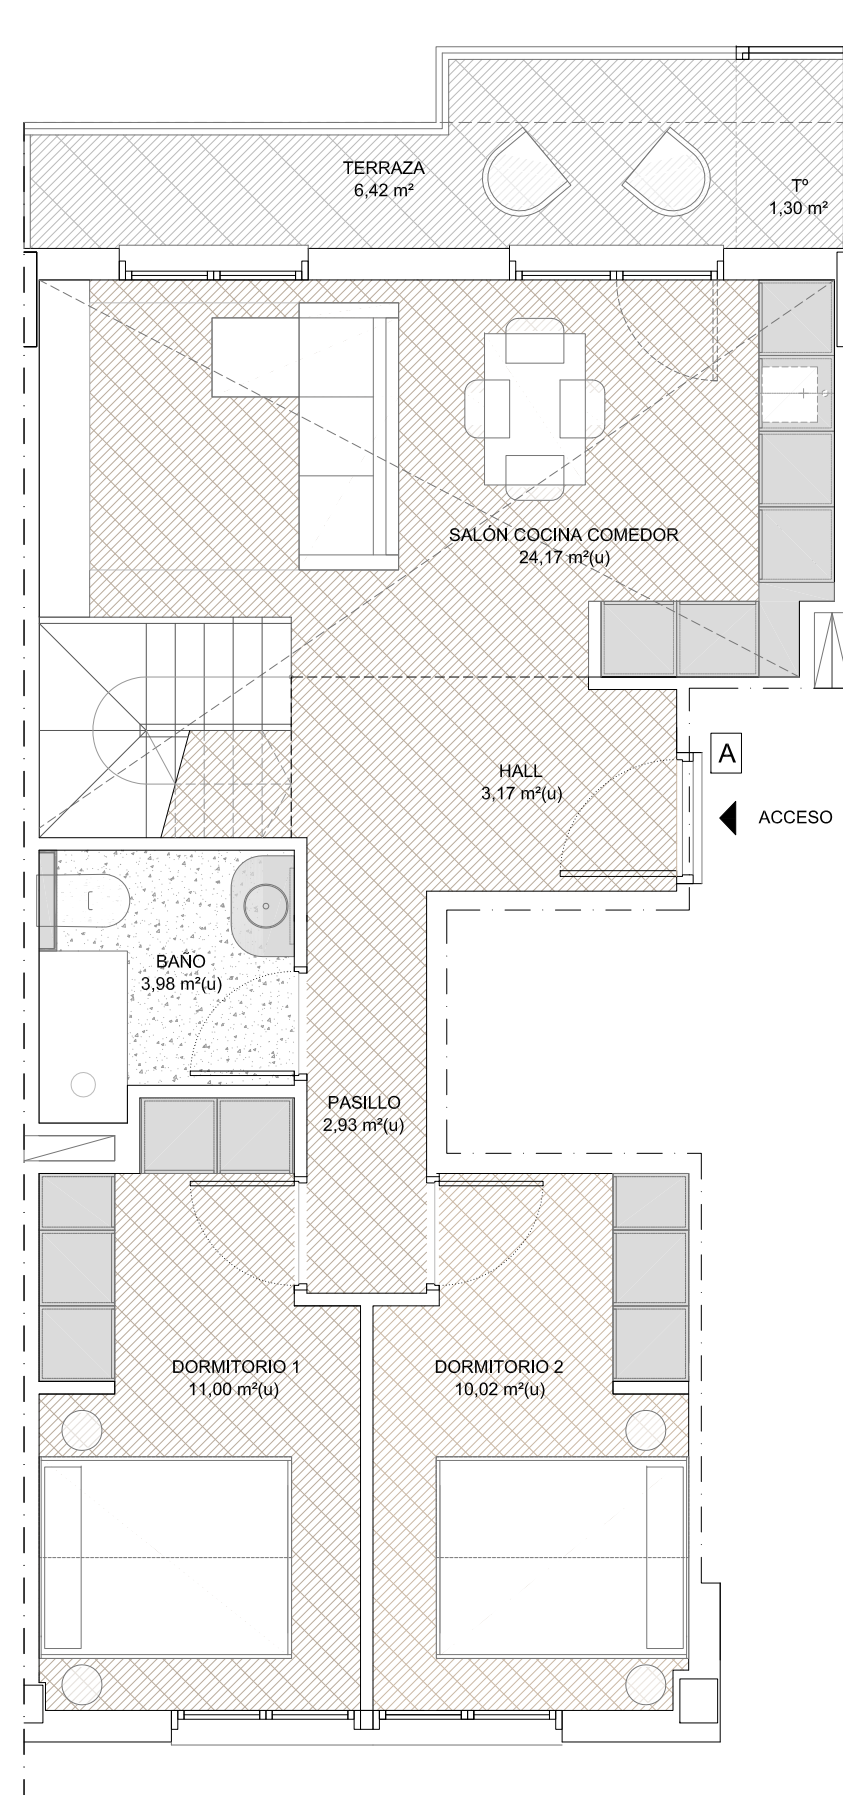 TERRAZA
6,42 m²
Tº
1,30 m²
SALÓN COCINA COMEDOR
24,17 m²(u)
HALL
3,17 m²(u)
A
ACCESO
BAÑO
3,98 m²(u)
PASILLO
2,93 m²(u)
DORMITORIO 1
11,00 m²(u)
DORMITORIO 2
10,02 m²(u)